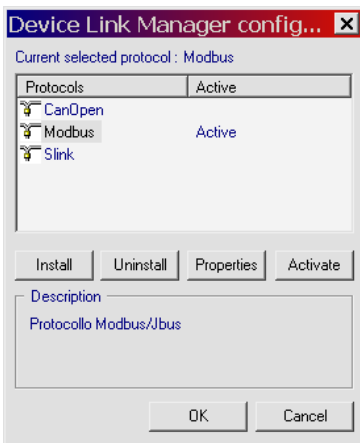 Device Link Manager config...
Current selected protocol : Modbus
Protocols Active
CanOpen
Modbus Active
Slink
Install Uninstall Properties Activate
Description
Protocollo Modbus/Jbus
OK Cancel